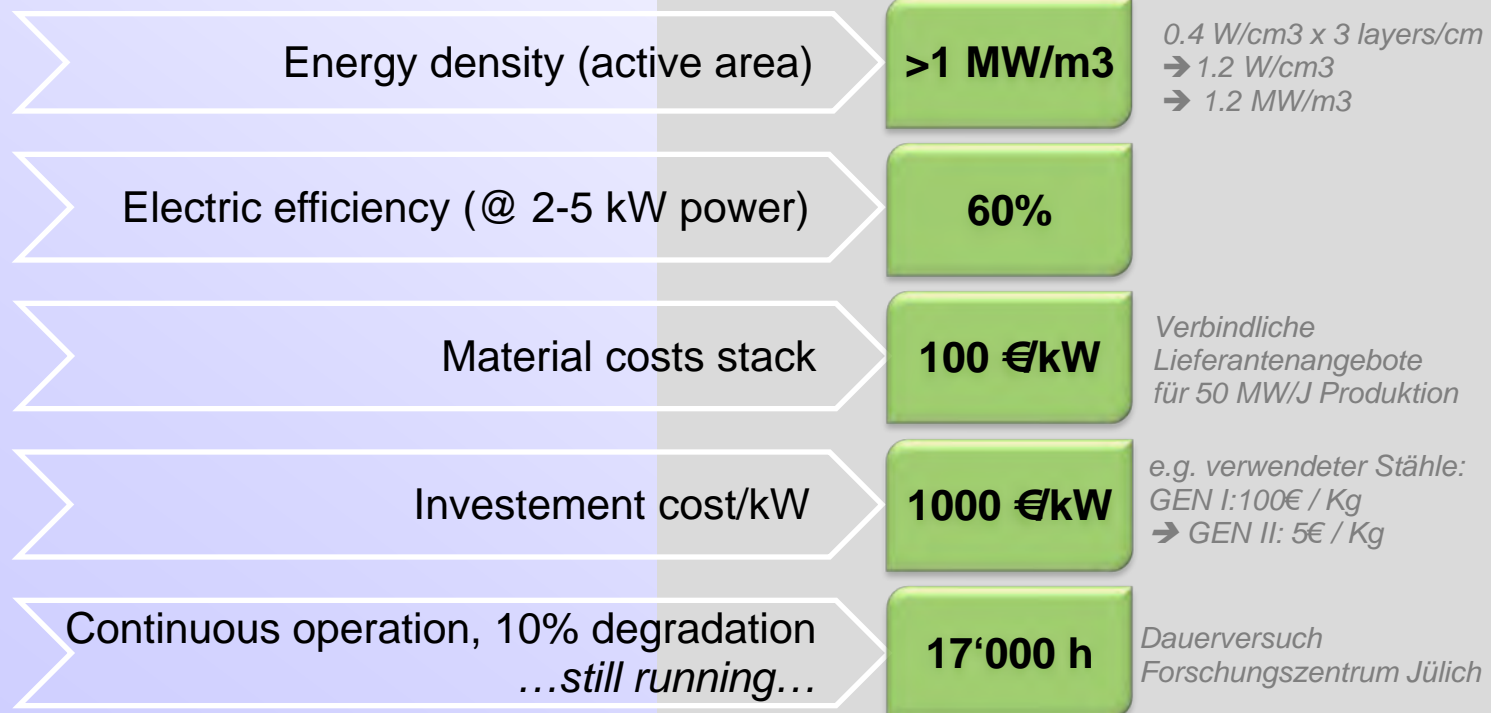 Energy density (active area)
>1 MW/m3
0.4 W/cm3 x 3 layers/cm
➔1.2 W/cm3
➔ 1.2 MW/m3
Electric efficiency (@ 2-5 kW power)
60%
Material costs stack
100 €/kW
Verbindliche
Lieferantenangebote
für 50 MW/J Produktion
Investement cost/kW
1000 €/kW
e.g. verwendeter Stähle:
GEN I:100€ / Kg
➔ GEN II: 5€ / Kg
Continuous operation, 10% degradation
…still running…
17‘000 h
Dauerversuch
Forschungszentrum Jülich